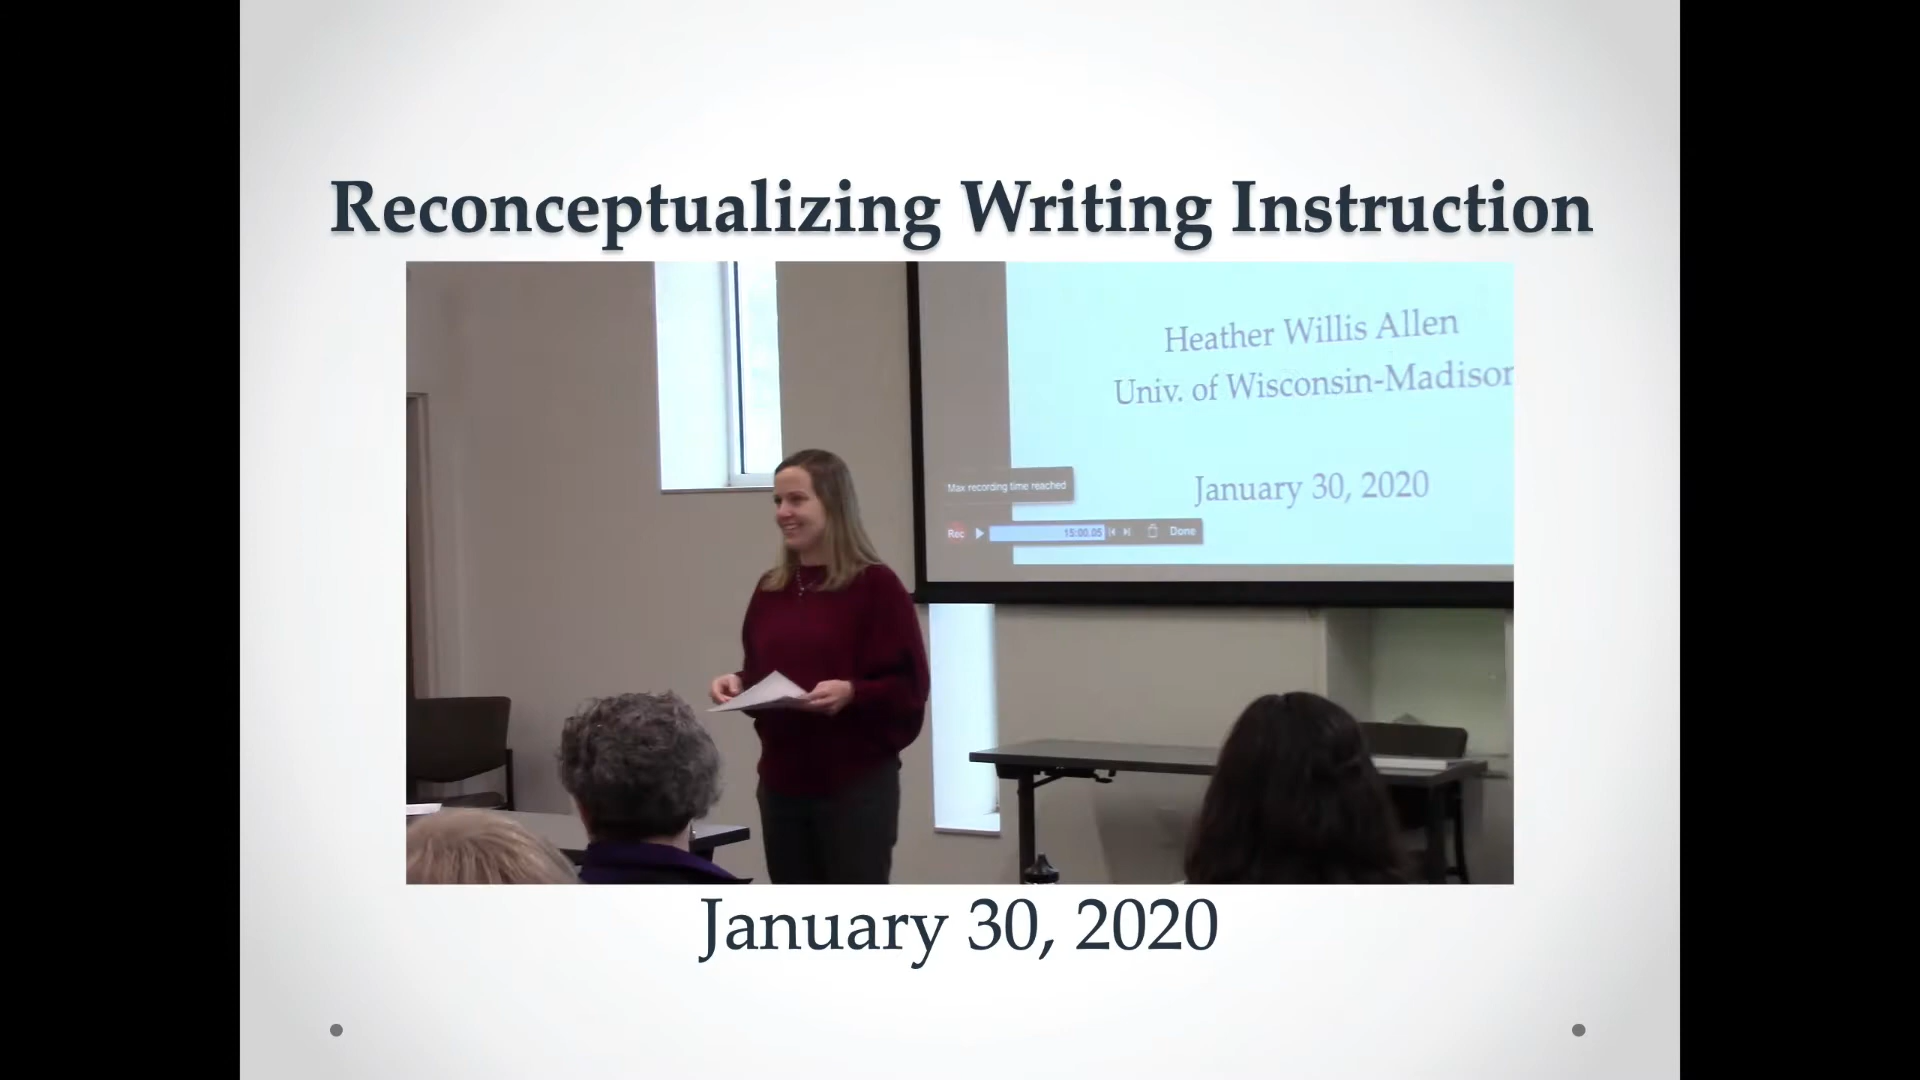 Reconceptualizing Writing Instruction
Heather Willis Allen
Univ. of Wisconsin-Madison
January 30, 2020
Max recording time reached
Rec 15:00.05 Done
January 30, 2020